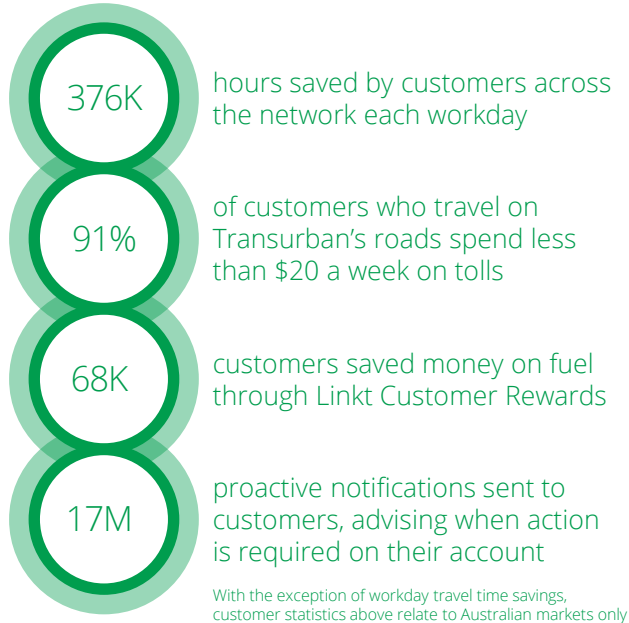 376K
hours saved by customers across
the network each workday
91%
of customers who travel on
Transurban’s roads spend less
than $20 a week on tolls
68K
customers saved money on fuel
through Linkt Customer Rewards
17M
proactive notifications sent to
customers, advising when action
is required on their account
With the exception of workday travel time savings,
customer statistics above relate to Australian markets only